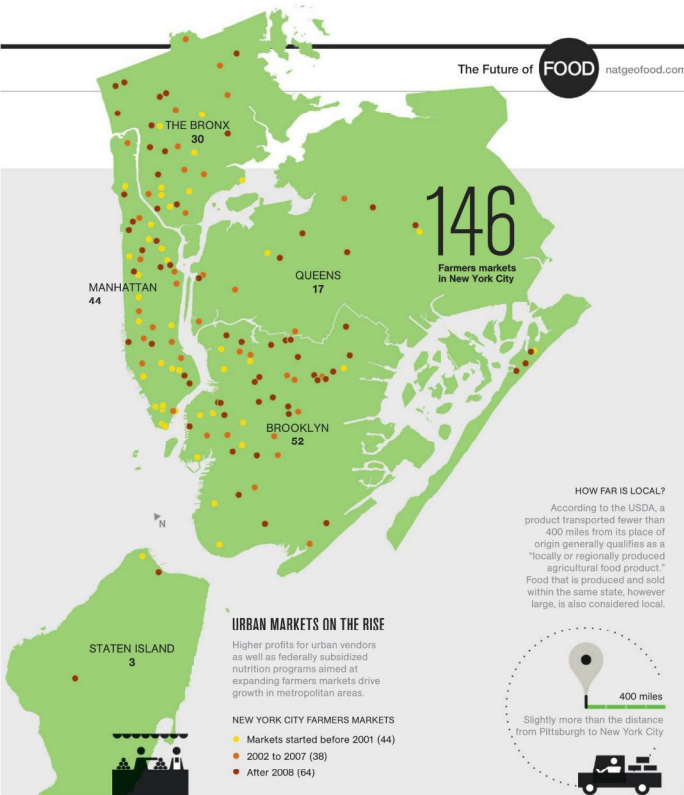 The Future of FOOD natgeofood.com
THE BRONX
30
146
Farmers markets
in New York City
QUEENS
17
MANHATTAN
44
BROOKLYN
52
HOW FAR IS LOCAL?
According to the USDA, a
product transported fewer than
400 miles from its place of
origin generally qualifies as a
"locally or regionally produced
agricultural food product."
Food that is produced and sold
within the same state, however
large, is also considered local.
N
STATEN ISLAND
3
URBAN MARKETS ON THE RISE
Higher profits for urban vendors
as well as federally subsidized
nutrition programs aimed at
expanding farmers markets drive
growth in metropolitan areas.
NEW YORK CITY FARMERS MARKETS
Markets started before 2001 (44)
2002 to 2007 (38)
After 2008 (64)
400 miles
Slightly more than the distance
from Pittsburgh to New York City